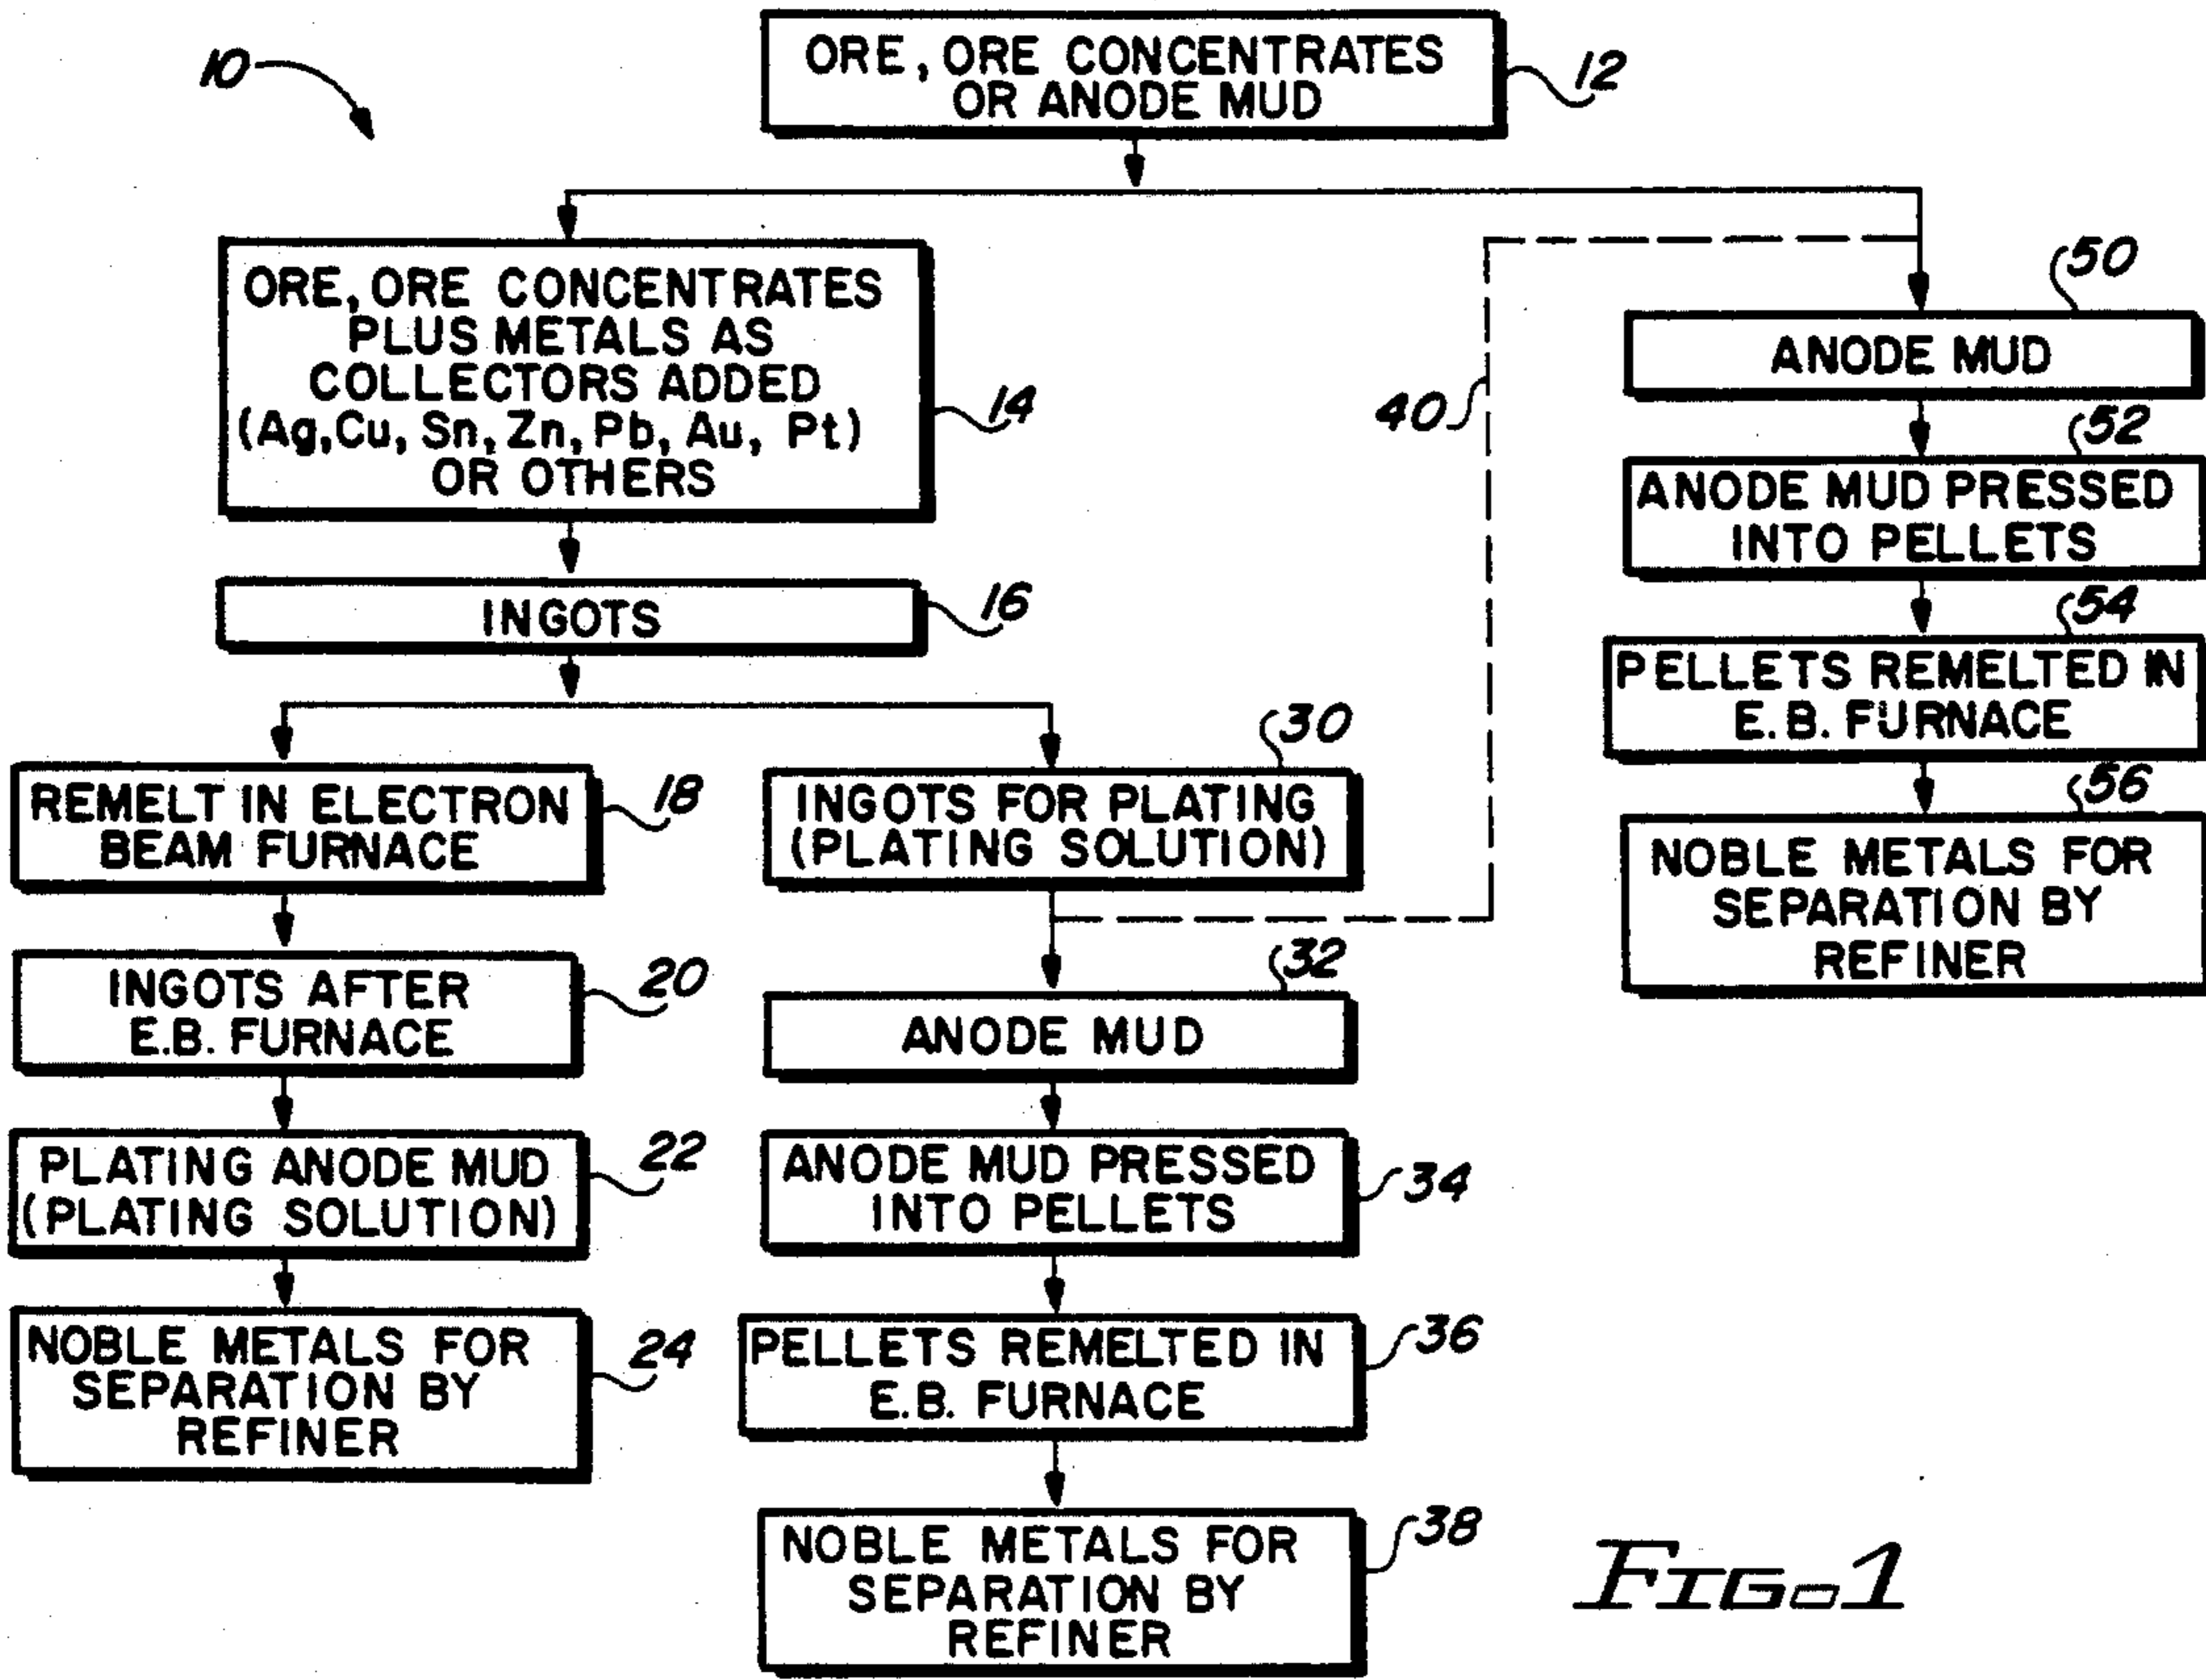 10
ORE, ORE CONCENTRATES
OR ANODE MUD
12
ORE, ORE CONCENTRATES
PLUS METALS AS
COLLECTORS ADDED
(Ag,Cu, Sn, Zn, Pb, Au, Pt)
OR OTHERS
14
INGOTS
16
REMELT IN ELECTRON
BEAM FURNACE
18
INGOTS AFTER
E.B. FURNACE
20
PLATING ANODE MUD
(PLATING SOLUTION)
22
NOBLE METALS FOR
SEPARATION BY
REFINER
24
30
INGOTS FOR PLATING
(PLATING SOLUTION)
32
ANODE MUD
ANODE MUD PRESSED
INTO PELLETS
34
PELLETS REMELTED IN
E.B. FURNACE
36
NOBLE METALS FOR
SEPARATION BY
REFINER
38
40
50
ANODE MUD
52
ANODE MUD PRESSED
INTO PELLETS
54
PELLETS REMELTED IN
E.B. FURNACE
56
NOBLE METALS FOR
SEPARATION BY
REFINER
FIG. 1